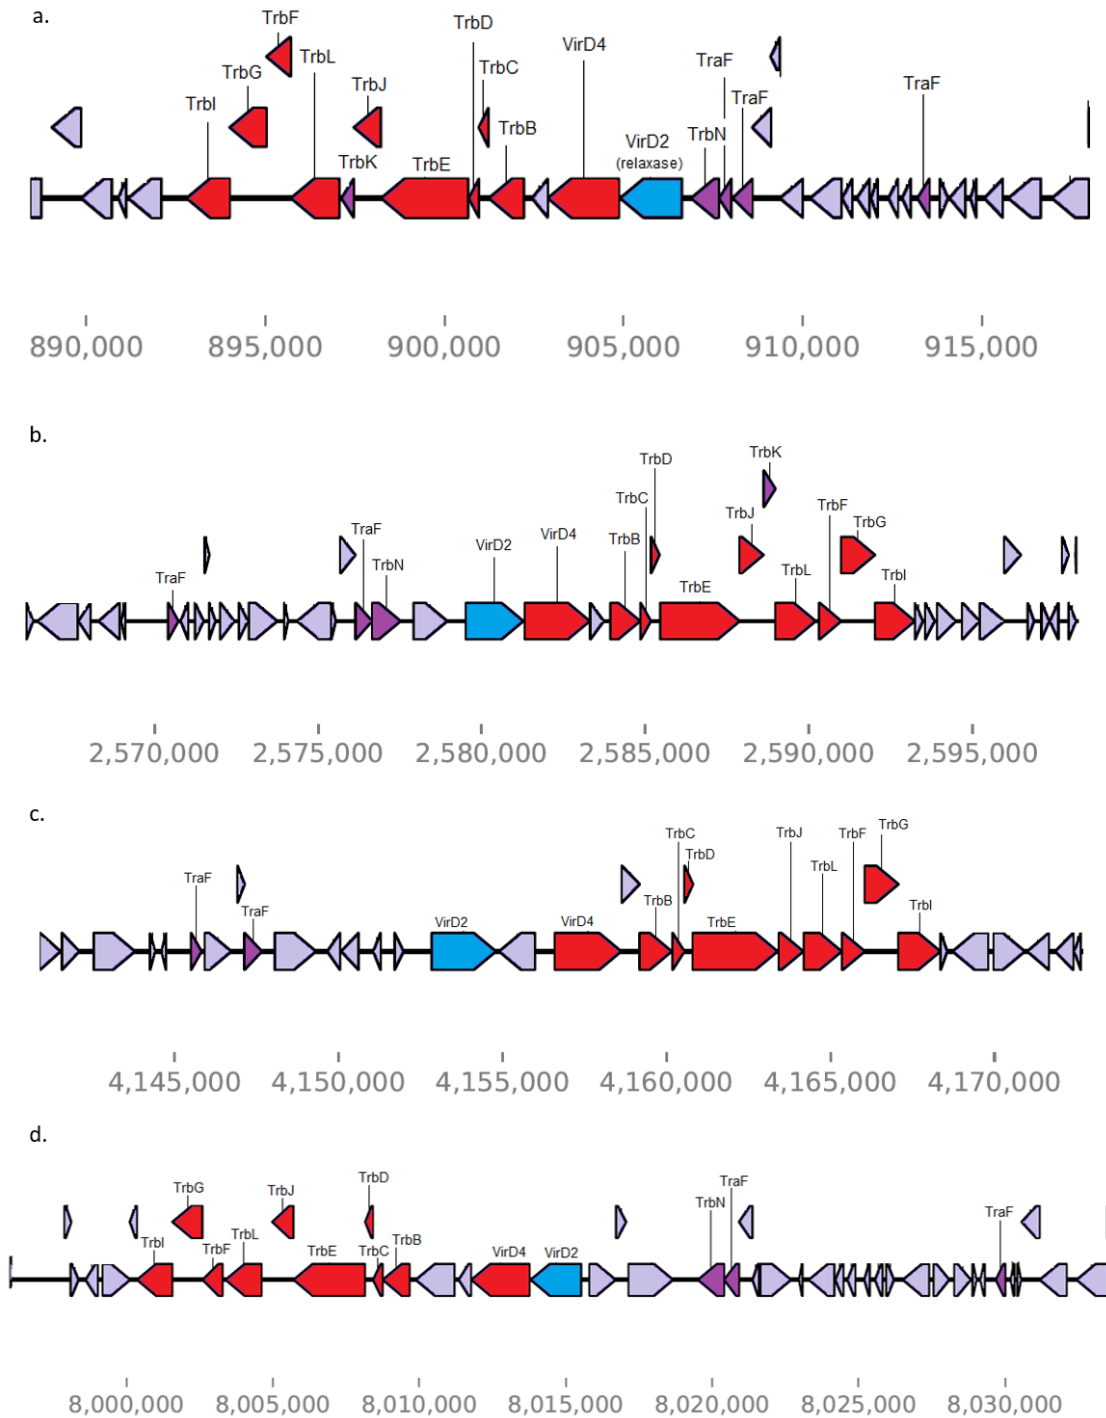 a.
TrbF
TrbD
TrbL
VirD4
TrbG
TrbC
TraF
TrbI
TrbJ
TraF
TraF
TrbB
TrbN
TrbK
TrbE
VirD2
(relaxase)
890,000 895,000 900,000 905,000 910,000 915,000
b.
TrbK
TrbD
TrbC
TrbF
TrbJ
TrbG
TraF
VirD2
VirD4
TrbB
TrbN
TrbL
TraF
TrbE
TrbI
2,570,000 2,575,000 2,580,000 2,585,000 2,590,000 2,595,000
c.
TrbC
TrbJ
TrbF
TrbG
TrbD
TrbL
TraF
TrbB
TraF
VirD2
VirD4
TrbE
TrbI
4,145,000 4,150,000 4,155,000 4,160,000 4,165,000 4,170,000
d.
TrbD
TrbG
TrbJ
TraF
TrbN
TraF
TrbI
TrbF
TrbL
TrbE
TrbC
TrbB
VirD4
VirD2
8,000,000 8,005,000 8,010,000 8,015,000 8,020,000 8,025,000 8,030,000